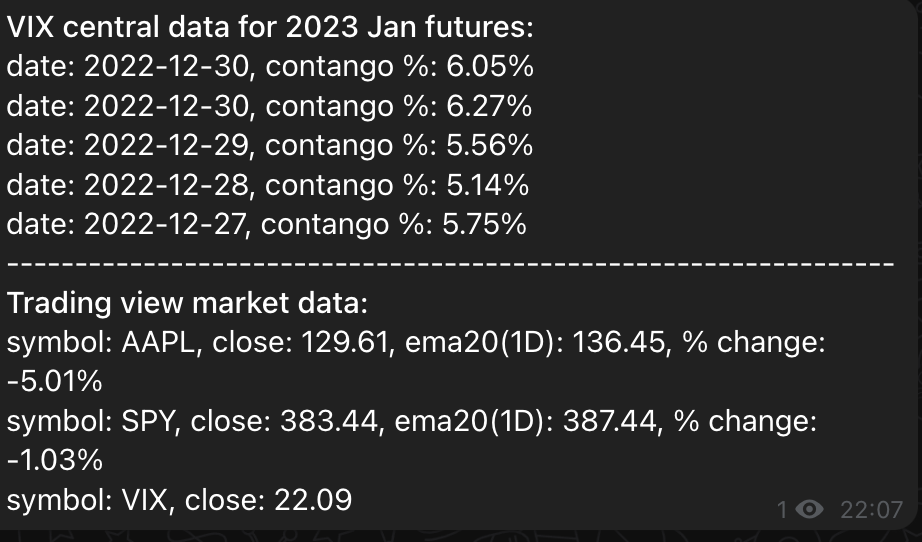 VIX central data for 2023 Jan futures:
date: 2022-12-30, contango %: 6.05%
date: 2022-12-30, contango %: 6.27%
date: 2022-12-29, contango %: 5.56%
date: 2022-12-28, contango %: 5.14%
date: 2022-12-27, contango %: 5.75%
-----------------------------------------------------------------
Trading view market data:
symbol: AAPL, close: 129.61, ema20(1D): 136.45, % change:
-5.01%
symbol: SPY, close: 383.44, ema20(1D): 387.44, % change:
-1.03%
symbol: VIX, close: 22.09
1 22:07